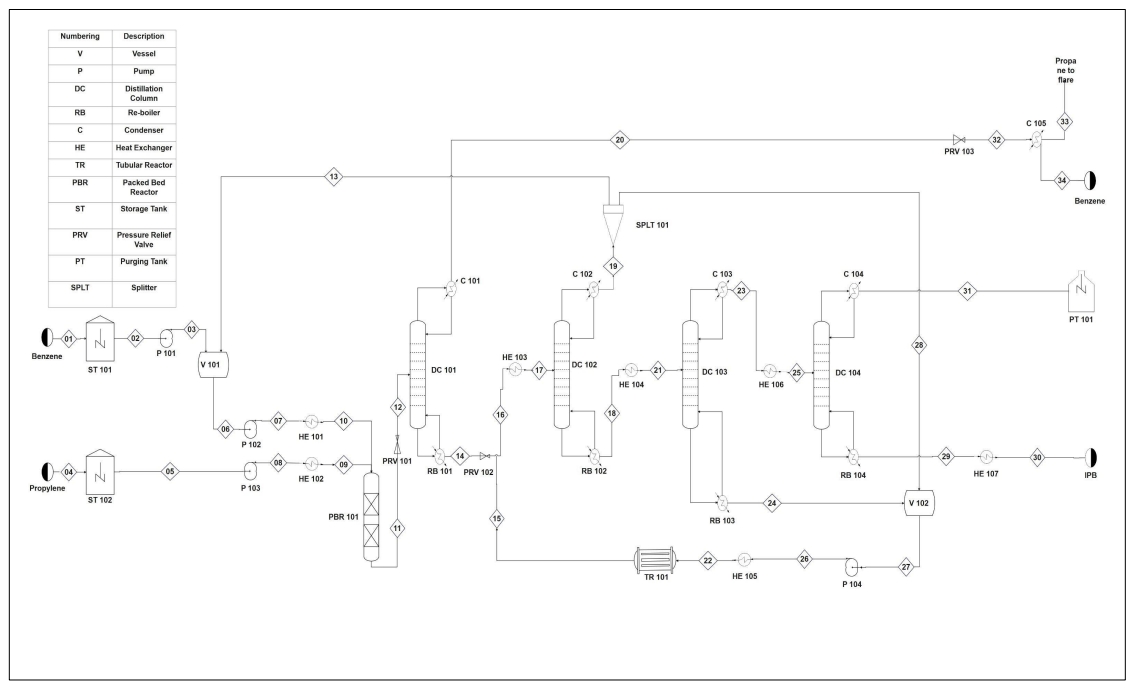 Numbering Description
V Vessel
P Pump
DC Distillation
Column
RB Re-boiler
C Condenser
HE Heat Exchanger
TR Tubular Reactor
PBR Packed Bed
Reactor
ST Storage Tank
PRV Pressure Relief
Valve
PT Purging Tank
SPLT Splitter
Propa
ne to
flare
33
C 105
20
PRV 103
32
34
Benzene
13
SPLT 101
19
28
C 101
C 102
C 103
23
C 104
31
PT 101
01
Benzene
ST 101
02
03
P 101
V 101
DC 101
12
HE 103
17
DC 102
HE 104
21
DC 103
HE 106
25
DC 104
16
18
06
07
P 102
HE 101
10
PRV 101
RB 101
14
PRV 102
RB 102
RB 104
29
HE 107
30
IPB
04
Propylene
ST 102
05
08
P 103
HE 102
09
PBR 101
11
15
RB 103
24
V 102
TR 101
22
HE 105
26
P 104
27